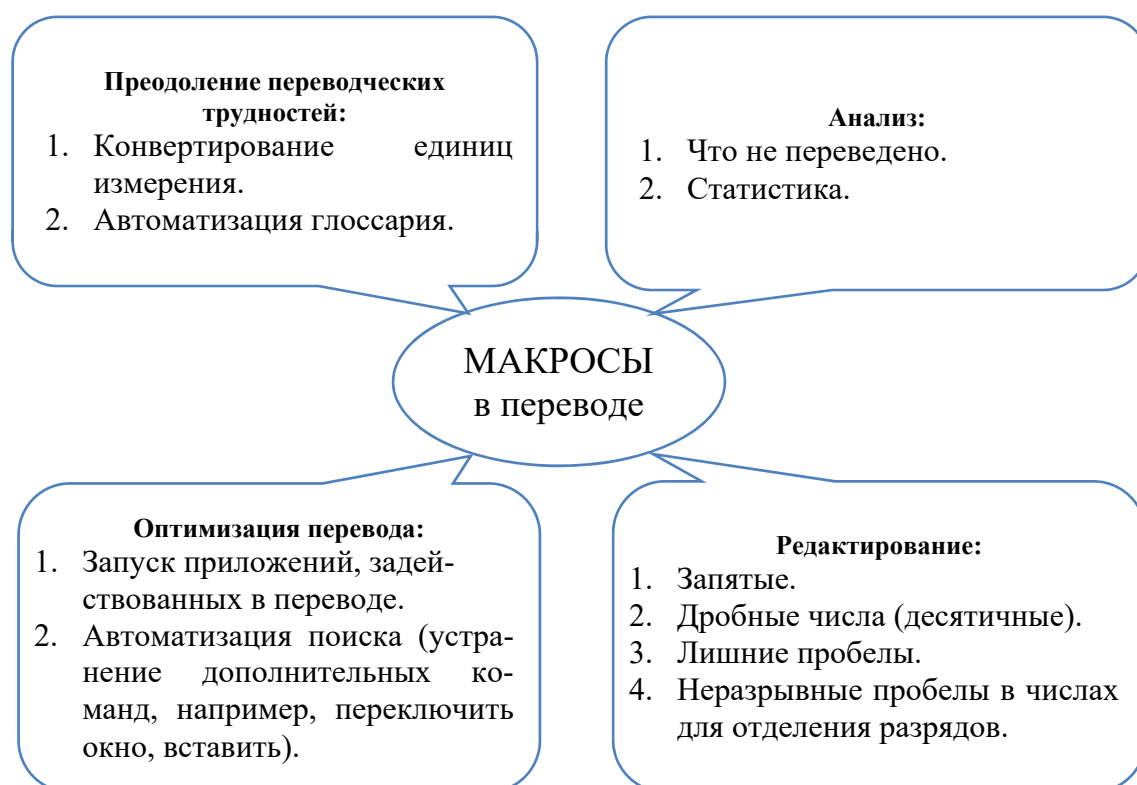 Преодоление переводческих
трудностей:
1. Конвертирование единиц
измерения.
2. Автоматизация глоссария.
Анализ:
1. Что не переведено.
2. Статистика.
МАКРОСЫ
в переводе
Оптимизация перевода:
1. Запуск приложений, задей-
ствованных в переводе.
2. Автоматизация поиска (устра-
нение дополнительных ко-
манд, например, переключить
окно, вставить).
Редактирование:
1. Запятые.
2. Дробные числа (десятичные).
3. Лишние пробелы.
4. Неразрывные пробелы в числах
для отделения разрядов.